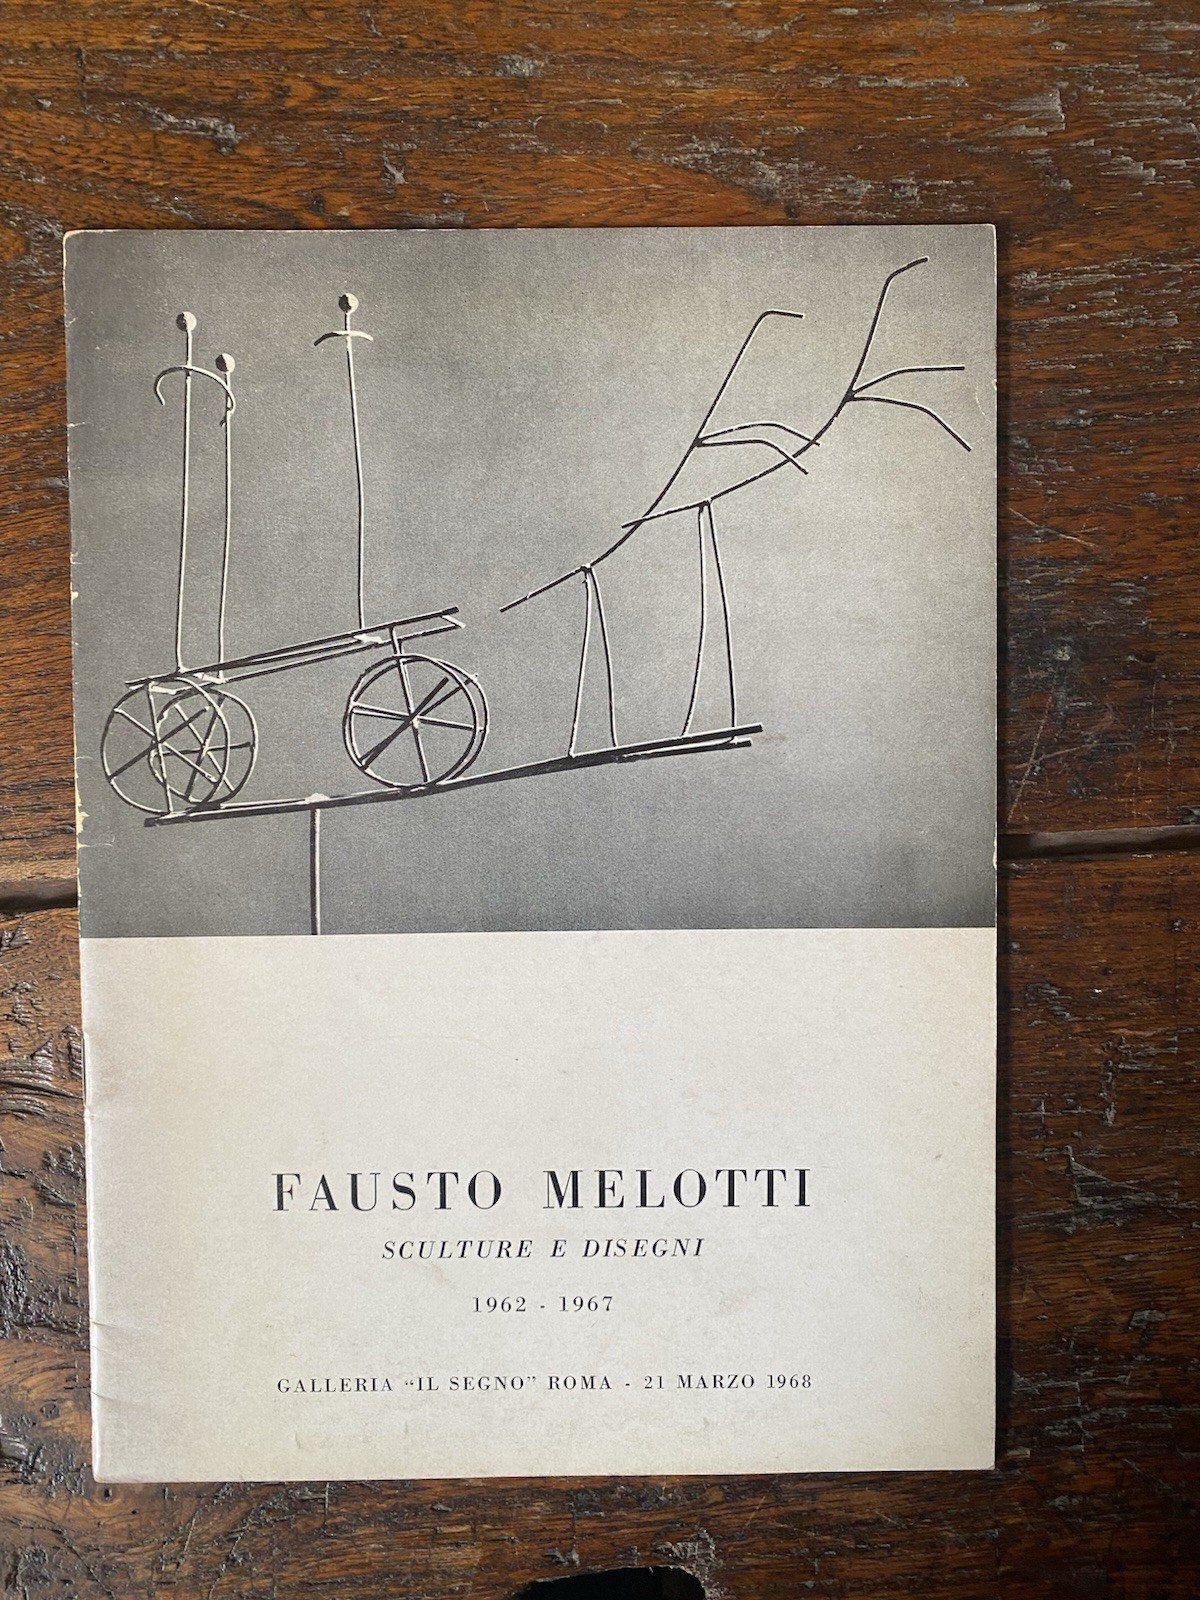 FAUSTO MELOTTI
SCULTURE E DISEGNI
1962 - 1967
GALLERIA “IL SEGNO” ROMA - 21 MARZO 1968